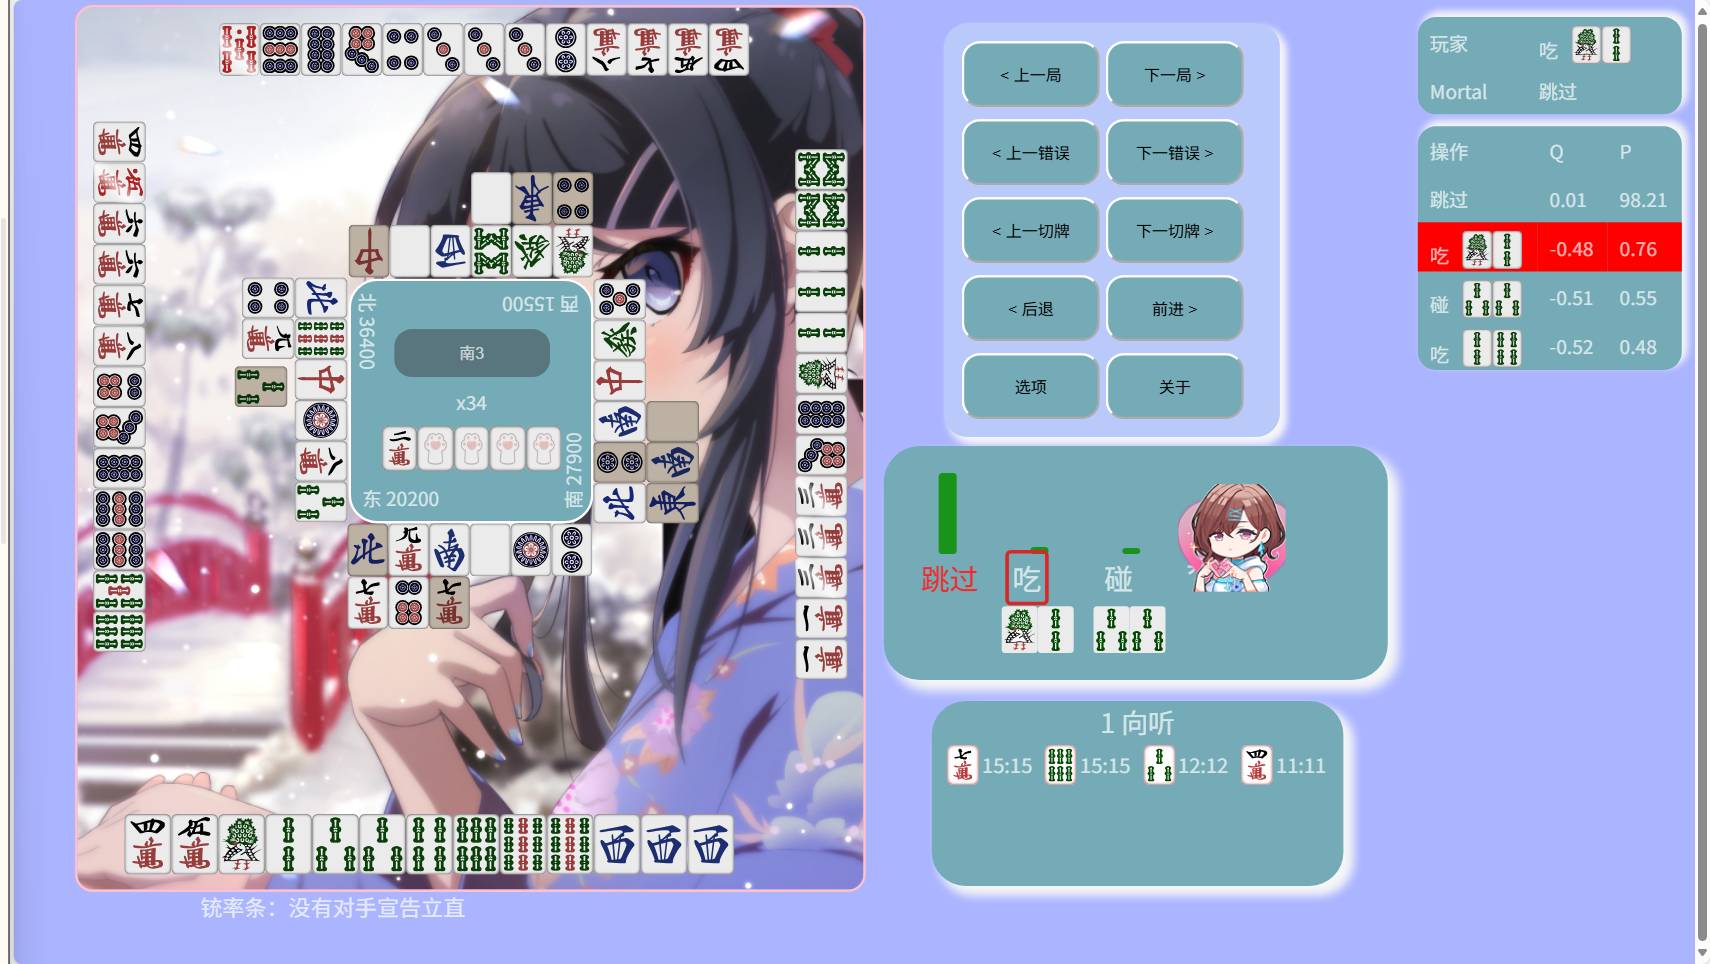 北 36400
西 15500
南3
x34
南 27900
东 20200
铳率条：没有对手宣告立直
< 上一局
下一局 >
< 上一错误
下一错误 >
< 上一切牌
下一切牌 >
< 后退
前进 >
选项
关于
玩家 吃
Mortal 跳过
操作 Q P
跳过 0.01 98.21
吃 -0.48 0.76
碰 -0.51 0.55
吃 -0.52 0.48
跳过 吃 碰
1 向听
15:15 15:15 12:12 11:11